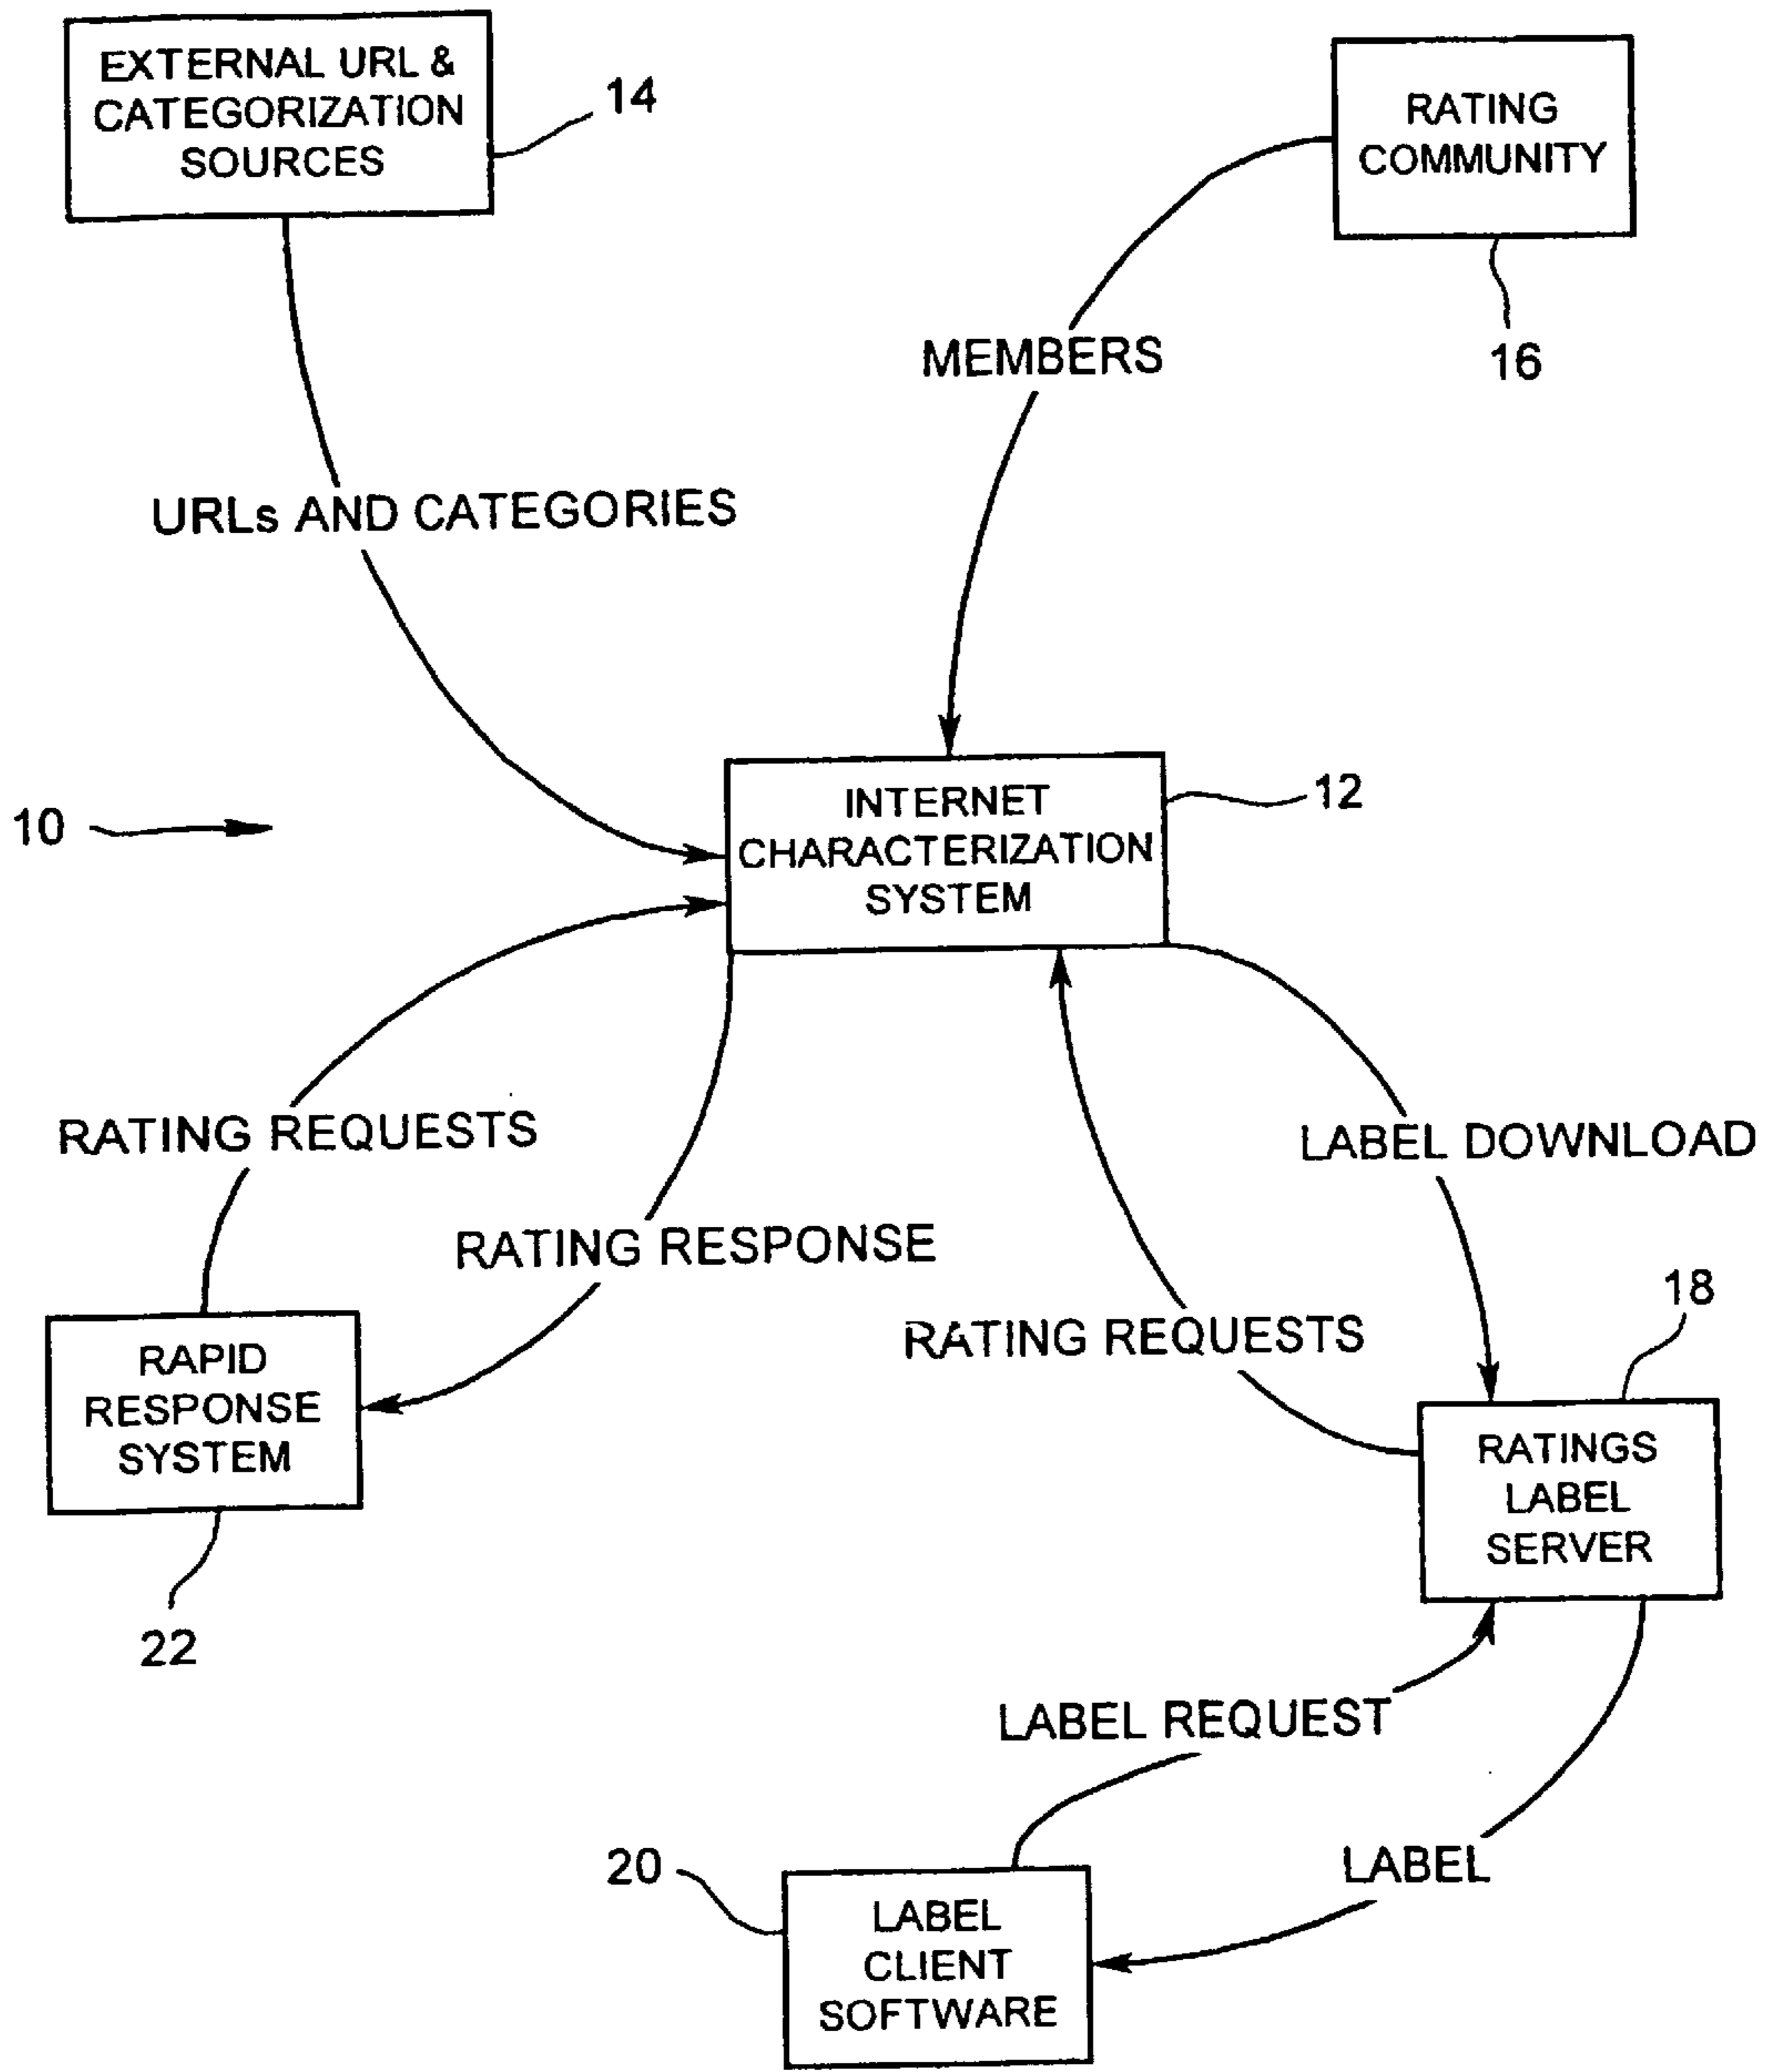 EXTERNAL URL &
CATEGORIZATION
SOURCES
14
RATING
COMMUNITY
16
MEMBERS
URLs AND CATEGORIES
10
INTERNET
CHARACTERIZATION
SYSTEM
12
RATING REQUESTS
LABEL DOWNLOAD
RATING RESPONSE
RATING REQUESTS
18
RAPID
RESPONSE
SYSTEM
22
RATINGS
LABEL
SERVER
LABEL REQUEST
LABEL
20
LABEL
CLIENT
SOFTWARE